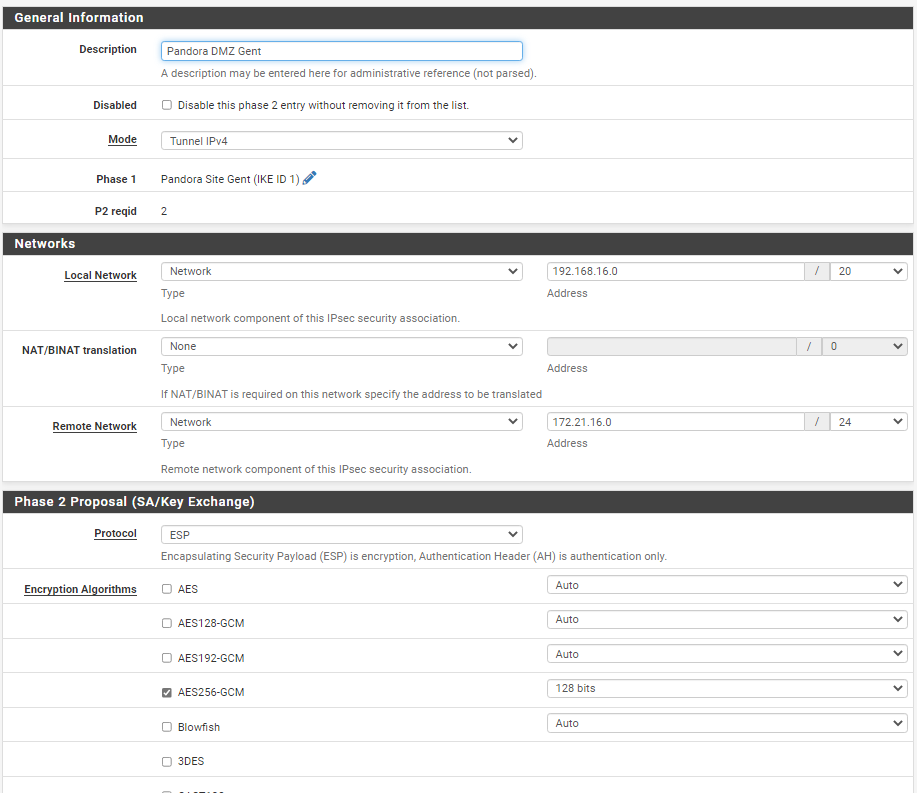 General Information
Description Pandora DMZ Gent
A description may be entered here for administrative reference (not parsed).
Disabled Disable this phase 2 entry without removing it from the list.
Mode Tunnel IPv4
Phase 1 Pandora Site Gent (IKE ID 1)
P2 reqid 2
Networks
Local Network Network 192.168.16.0 / 20
Type Address
Local network component of this IPsec security association.
NAT/BINAT translation None / 0
Type Address
If NAT/BINAT is required on this network specify the address to be translated
Remote Network Network 172.21.16.0 / 24
Type Address
Remote network component of this IPsec security association.
Phase 2 Proposal (SA/Key Exchange)
Protocol ESP
Encapsulating Security Payload (ESP) is encryption, Authentication Header (AH) is authentication only.
Encryption Algorithms AES Auto
AES128-GCM Auto
AES192-GCM Auto
AES256-GCM 128 bits
Blowfish Auto
3DES